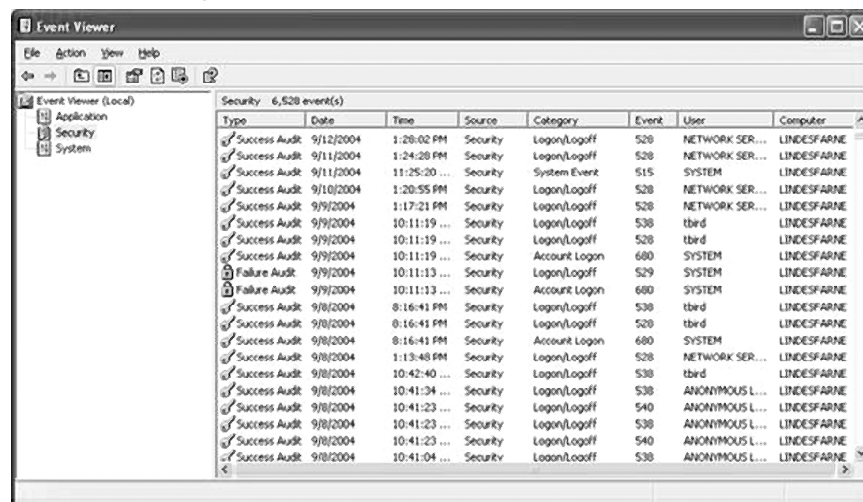 Event Viewer
File Action View Help
Event Viewer (Local)
Application
Security
System
Security 6,528 event(s)
Type Date Time Source Category Event User Computer
Success Audit 9/12/2004 1:28:02 PM Security Logon/Logoff 528 NETWORK SER... LINDESFARNE
Success Audit 9/11/2004 1:24:28 PM Security Logon/Logoff 528 NETWORK SER... LINDESFARNE
Success Audit 9/11/2004 11:25:20 ... Security System Event 515 SYSTEM LINDESFARNE
Success Audit 9/10/2004 1:20:55 PM Security Logon/Logoff 528 NETWORK SER... LINDESFARNE
Success Audit 9/9/2004 1:17:21 PM Security Logon/Logoff 528 NETWORK SER... LINDESFARNE
Success Audit 9/9/2004 10:11:19 ... Security Logon/Logoff 538 tbird LINDESFARNE
Success Audit 9/9/2004 10:11:19 ... Security Logon/Logoff 528 tbird LINDESFARNE
Success Audit 9/9/2004 10:11:19 ... Security Account Logon 680 SYSTEM LINDESFARNE
Failure Audit 9/9/2004 10:11:13 ... Security Logon/Logoff 529 SYSTEM LINDESFARNE
Failure Audit 9/9/2004 10:11:13 ... Security Account Logon 680 SYSTEM LINDESFARNE
Success Audit 9/8/2004 8:16:41 PM Security Logon/Logoff 538 tbird LINDESFARNE
Success Audit 9/8/2004 8:16:41 PM Security Logon/Logoff 528 tbird LINDESFARNE
Success Audit 9/8/2004 8:16:41 PM Security Account Logon 680 SYSTEM LINDESFARNE
Success Audit 9/8/2004 1:13:48 PM Security Logon/Logoff 528 NETWORK SER... LINDESFARNE
Success Audit 9/8/2004 10:42:40 ... Security Logon/Logoff 538 tbird LINDESFARNE
Success Audit 9/8/2004 10:41:34 ... Security Logon/Logoff 538 ANONYMOUS L... LINDESFARNE
Success Audit 9/8/2004 10:41:23 ... Security Logon/Logoff 540 ANONYMOUS L... LINDESFARNE
Success Audit 9/8/2004 10:41:23 ... Security Logon/Logoff 538 ANONYMOUS L... LINDESFARNE
Success Audit 9/8/2004 10:41:23 ... Security Logon/Logoff 540 ANONYMOUS L... LINDESFARNE
Success Audit 9/8/2004 10:41:04 ... Security Logon/Logoff 538 ANONYMOUS L... LINDESFARNE